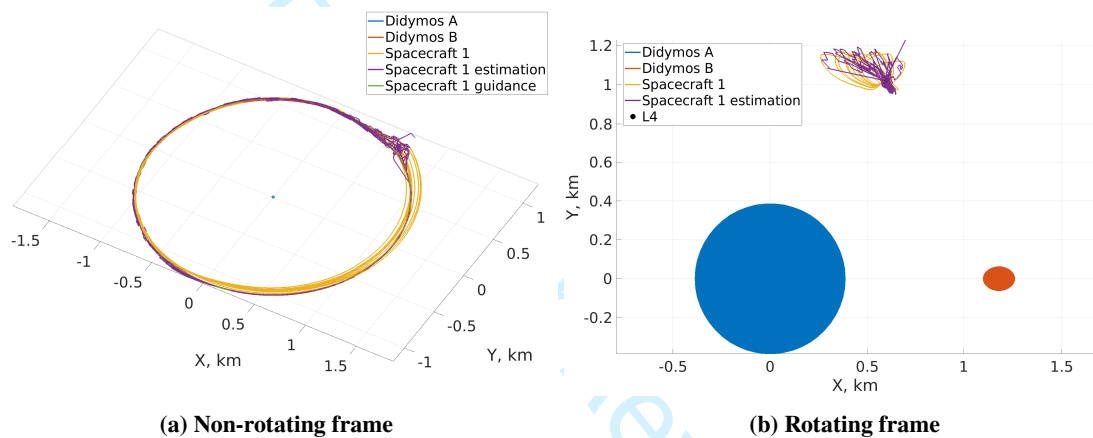 Didymos A
Didymos B
Spacecraft 1
Spacecraft 1 estimation
Spacecraft 1 guidance
-1.5
-1
-0.5
0
0.5
1
1.5
X, km
1
0.5
0
-0.5
-1
Y, km
(a) Non-rotating frame
Didymos A
Didymos B
Spacecraft 1
Spacecraft 1 estimation
L4
1.2
1
0.8
0.6
0.4
0.2
0
-0.2
Y, km
-0.5
0
0.5
1
1.5
X, km
(b) Rotating frame